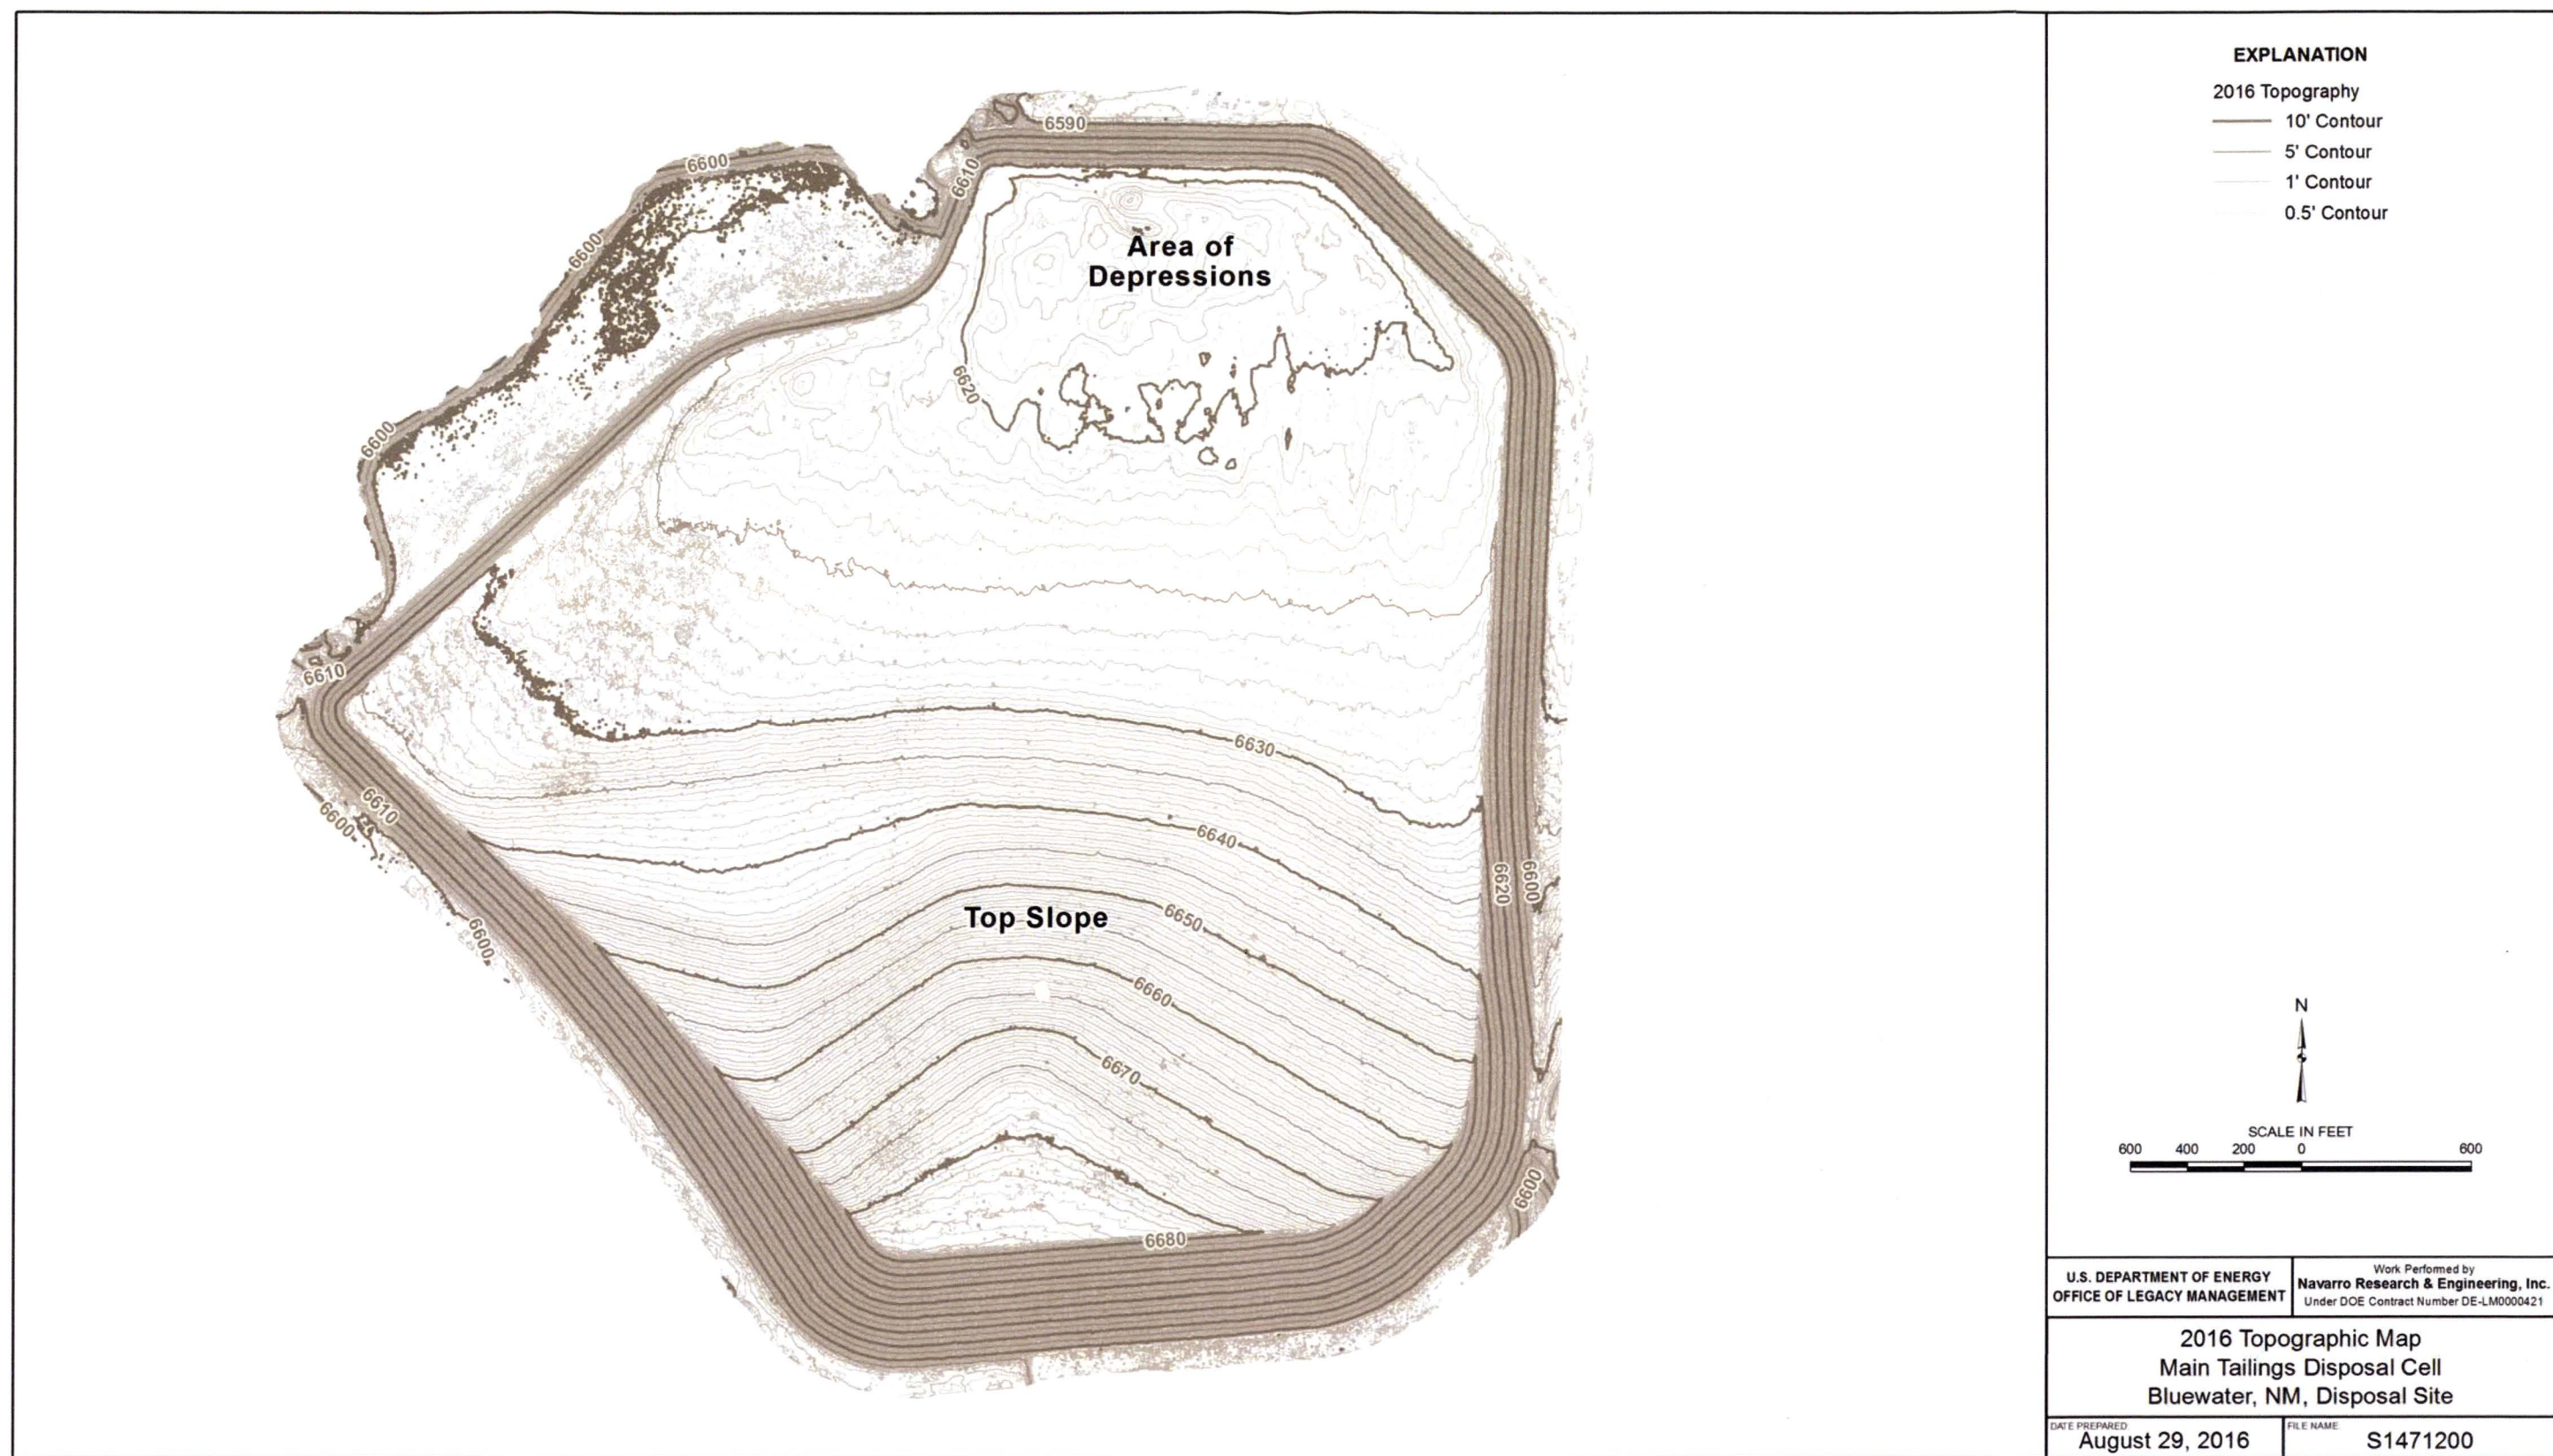 EXPLANATION
2016 Topography
10' Contour
5' Contour
1' Contour
0.5' Contour
6590
6600
6610
6600
Area of
Depressions
6620
6600
6610
6630
6610
6600
6640
6620
6600
6650
Top Slope
6600
6660
6670
6600
6680
N
SCALE IN FEET
600 400 200 0 600
U.S. DEPARTMENT OF ENERGY
OFFICE OF LEGACY MANAGEMENT
Work Performed by
Navarro Research & Engineering, Inc.
Under DOE Contract Number DE-LM0000421
2016 Topographic Map
Main Tailings Disposal Cell
Bluewater, NM, Disposal Site
DATE PREPARED
August 29, 2016
FILE NAME
S1471200